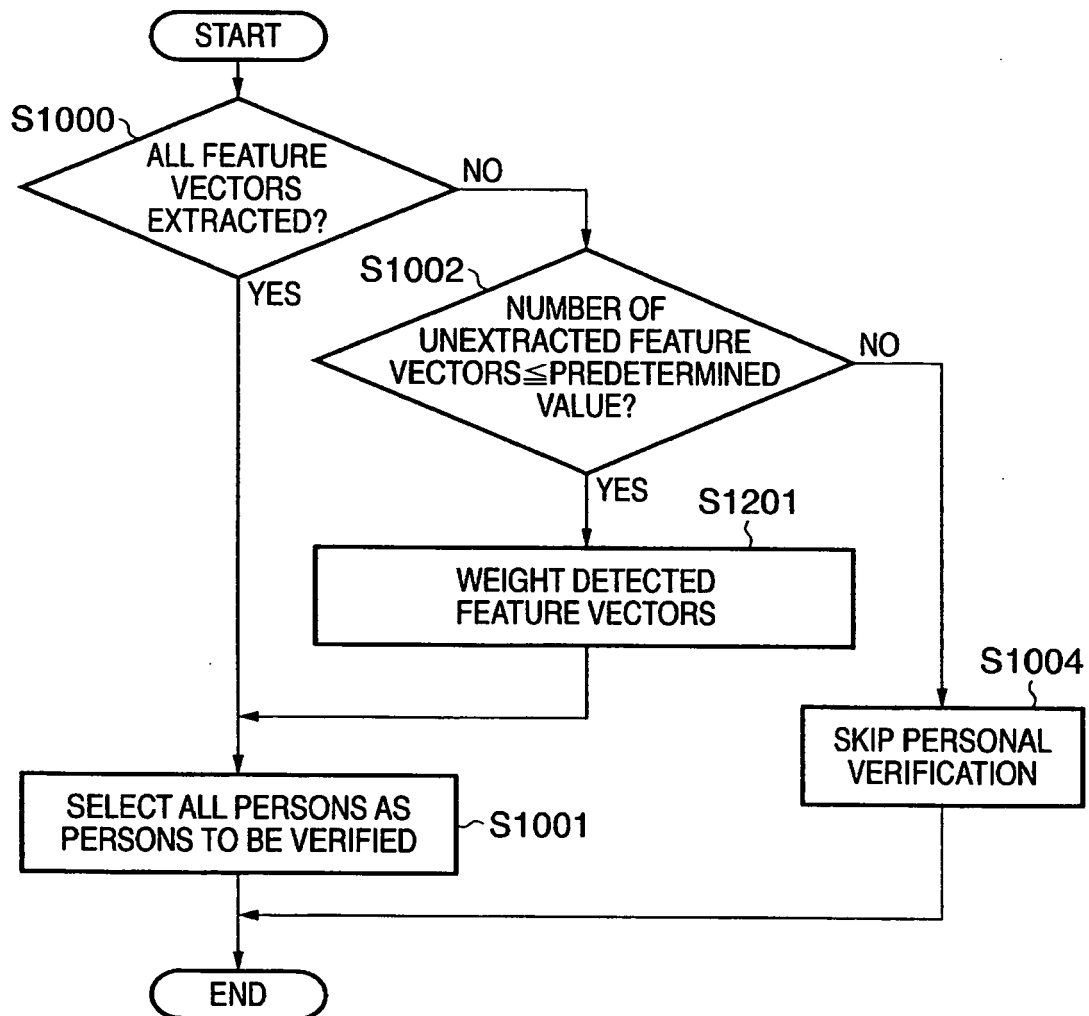 START
S1000
ALL FEATURE
VECTORS
EXTRACTED?
NO
YES
S1002
NUMBER OF
UNEXTRACTED FEATURE
VECTORS≦PREDETERMINED
VALUE?
NO
YES
S1201
WEIGHT DETECTED
FEATURE VECTORS
S1004
SKIP PERSONAL
VERIFICATION
SELECT ALL PERSONS AS
PERSONS TO BE VERIFIED
S1001
END